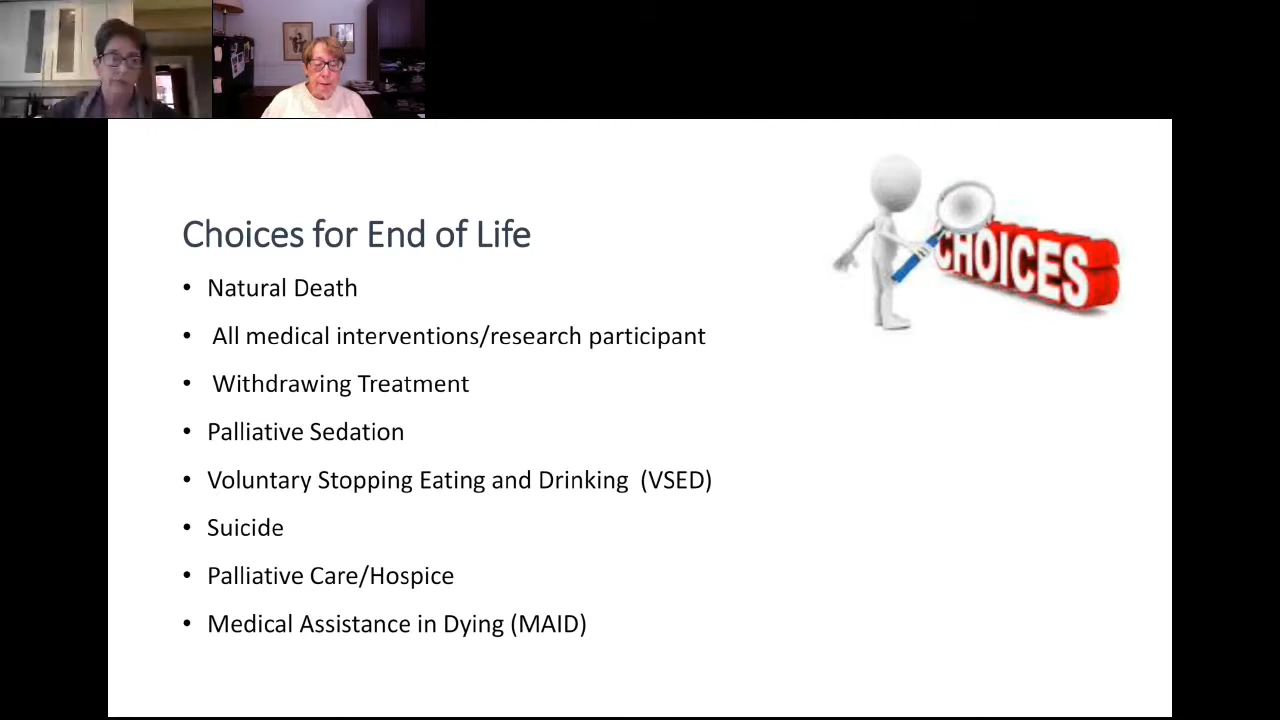 CHOICES
Choices for End of Life
• Natural Death
• All medical interventions/research participant
• Withdrawing Treatment
• Palliative Sedation
• Voluntary Stopping Eating and Drinking (VSED)
• Suicide
• Palliative Care/Hospice
• Medical Assistance in Dying (MAID)